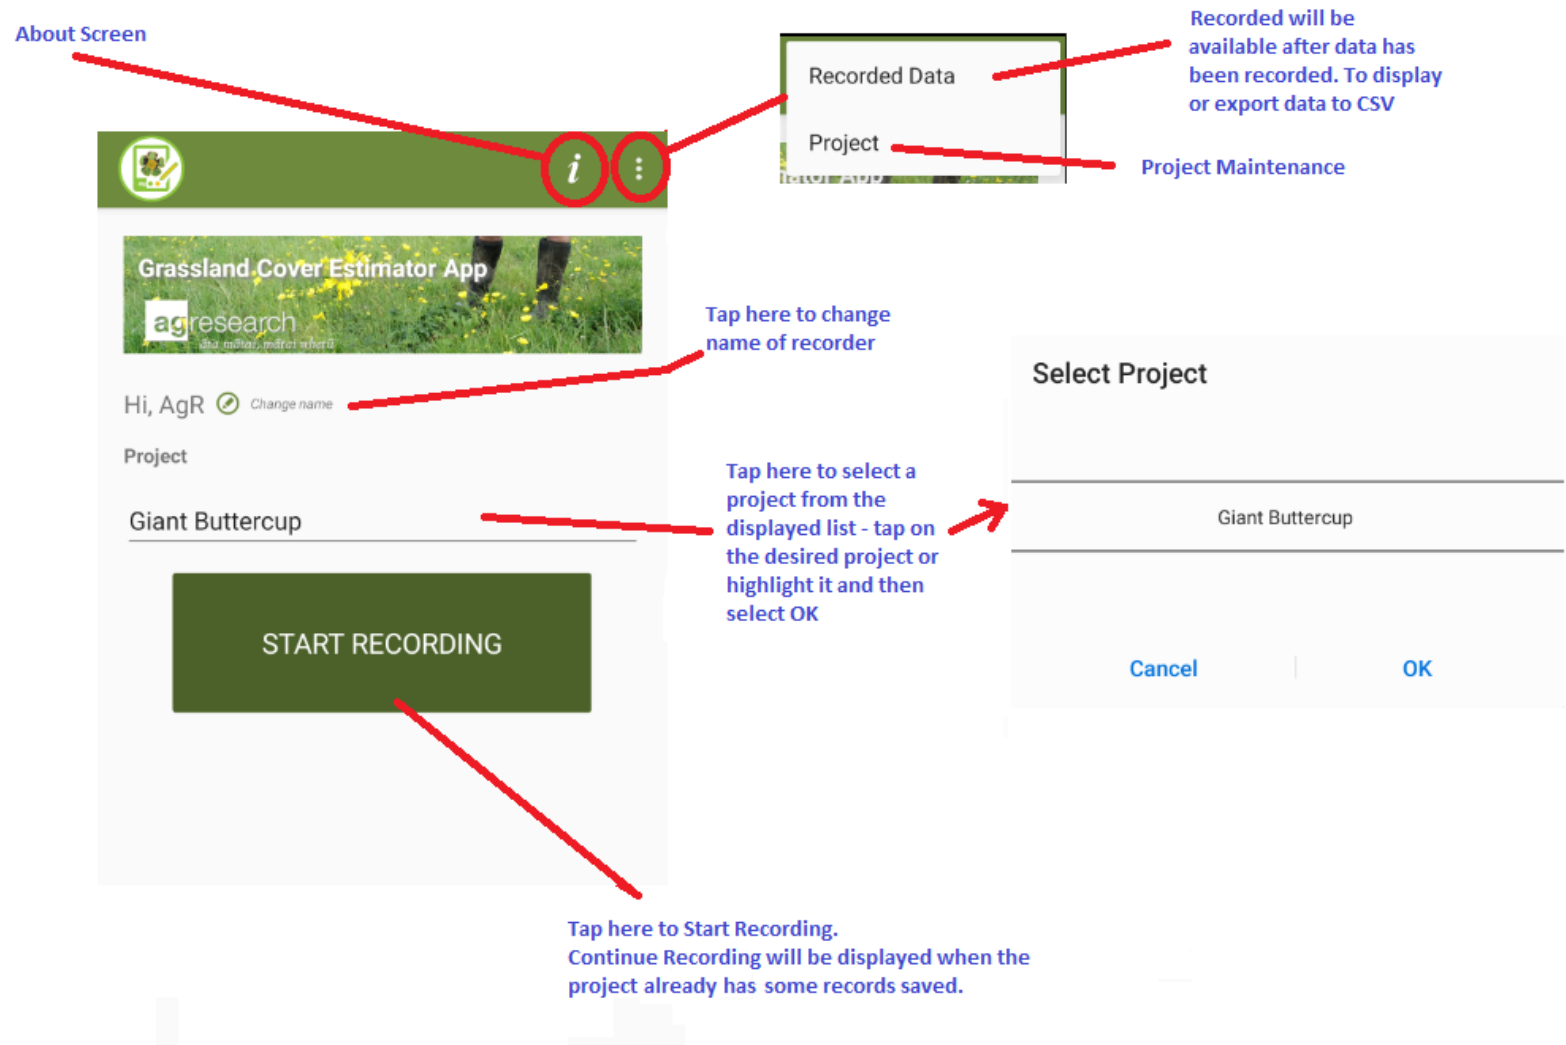 About Screen
Recorded Data
Project
Recorded will be
available after data has
been recorded. To display
or export data to CSV
Project Maintenance
i
Grassland Cover Estimator App
agresearch
āta mātai, mātai whetū
Tap here to change
name of recorder
Hi, AgR Change name
Project
Giant Buttercup
Tap here to select a
project from the
displayed list - tap on
the desired project or
highlight it and then
select OK
Select Project
Giant Buttercup
Cancel OK
START RECORDING
Tap here to Start Recording.
Continue Recording will be displayed when the
project already has some records saved.